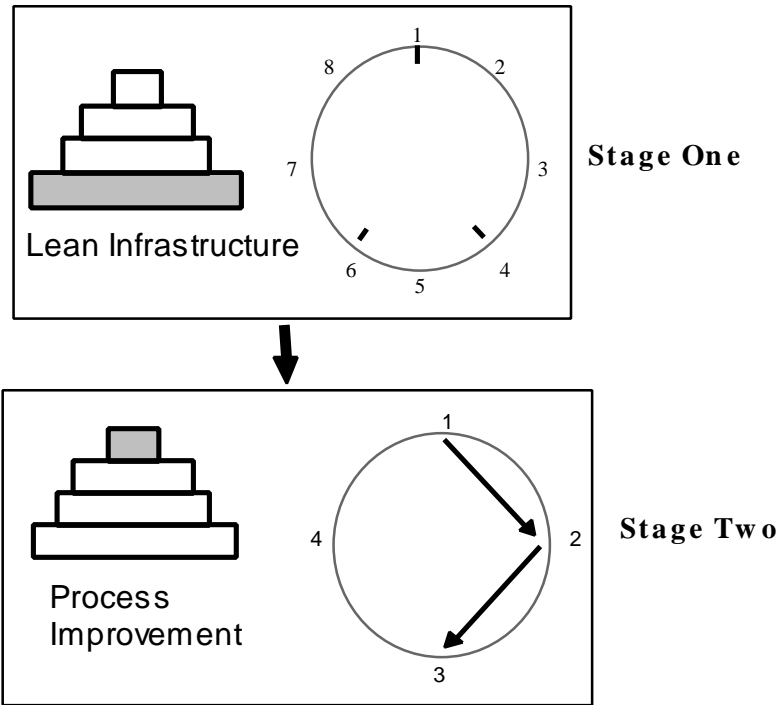 1
8
2
7
3
Stage One
Lean Infrastructure
6
4
5
1
4
2
Stage Two
Process
Improvement
3